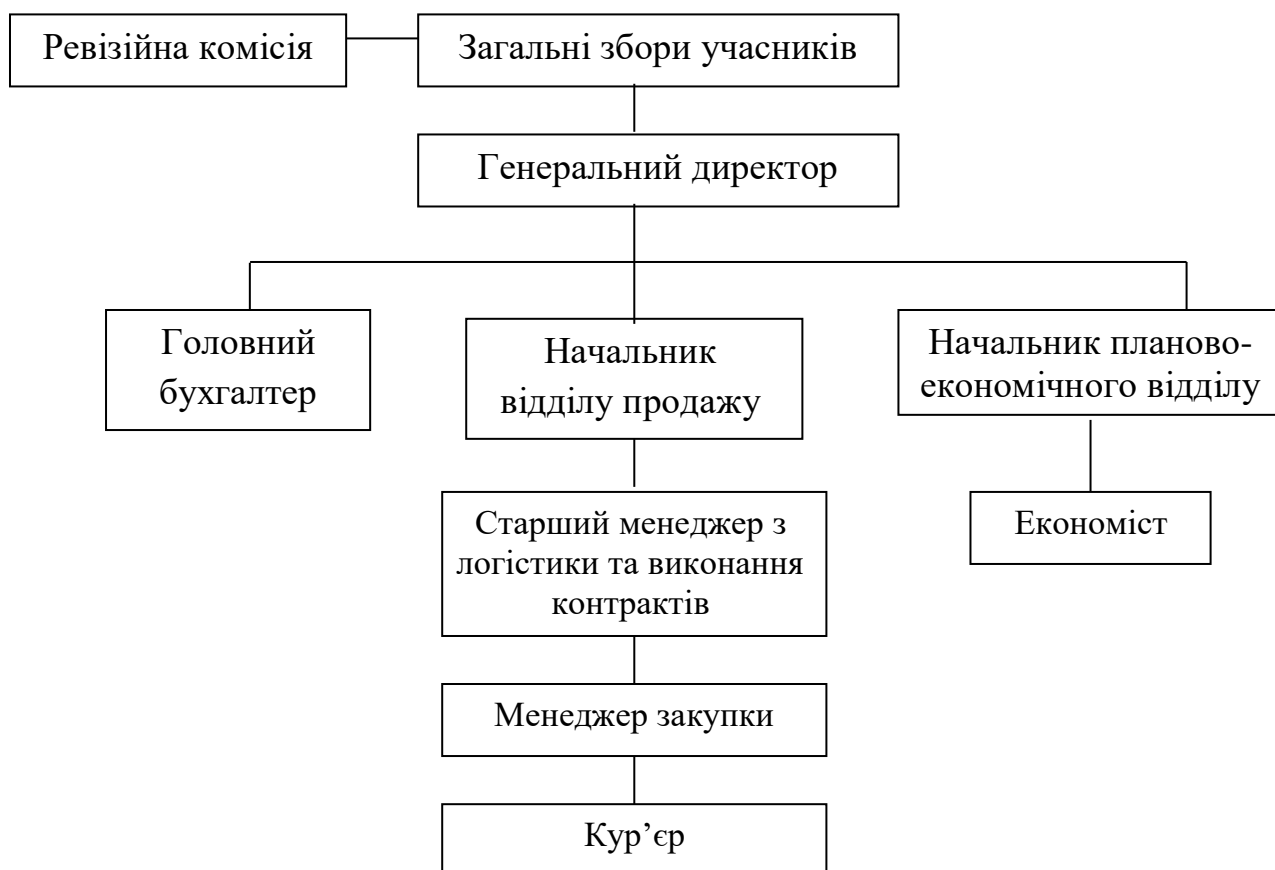 Ревізійна комісія
Загальні збори учасників
Генеральний директор
Головний
бухгалтер
Начальник
відділу продажу
Начальник планово-
економічного відділу
Старший менеджер з
логістики та виконання
контрактів
Економіст
Менеджер закупки
Кур’єр